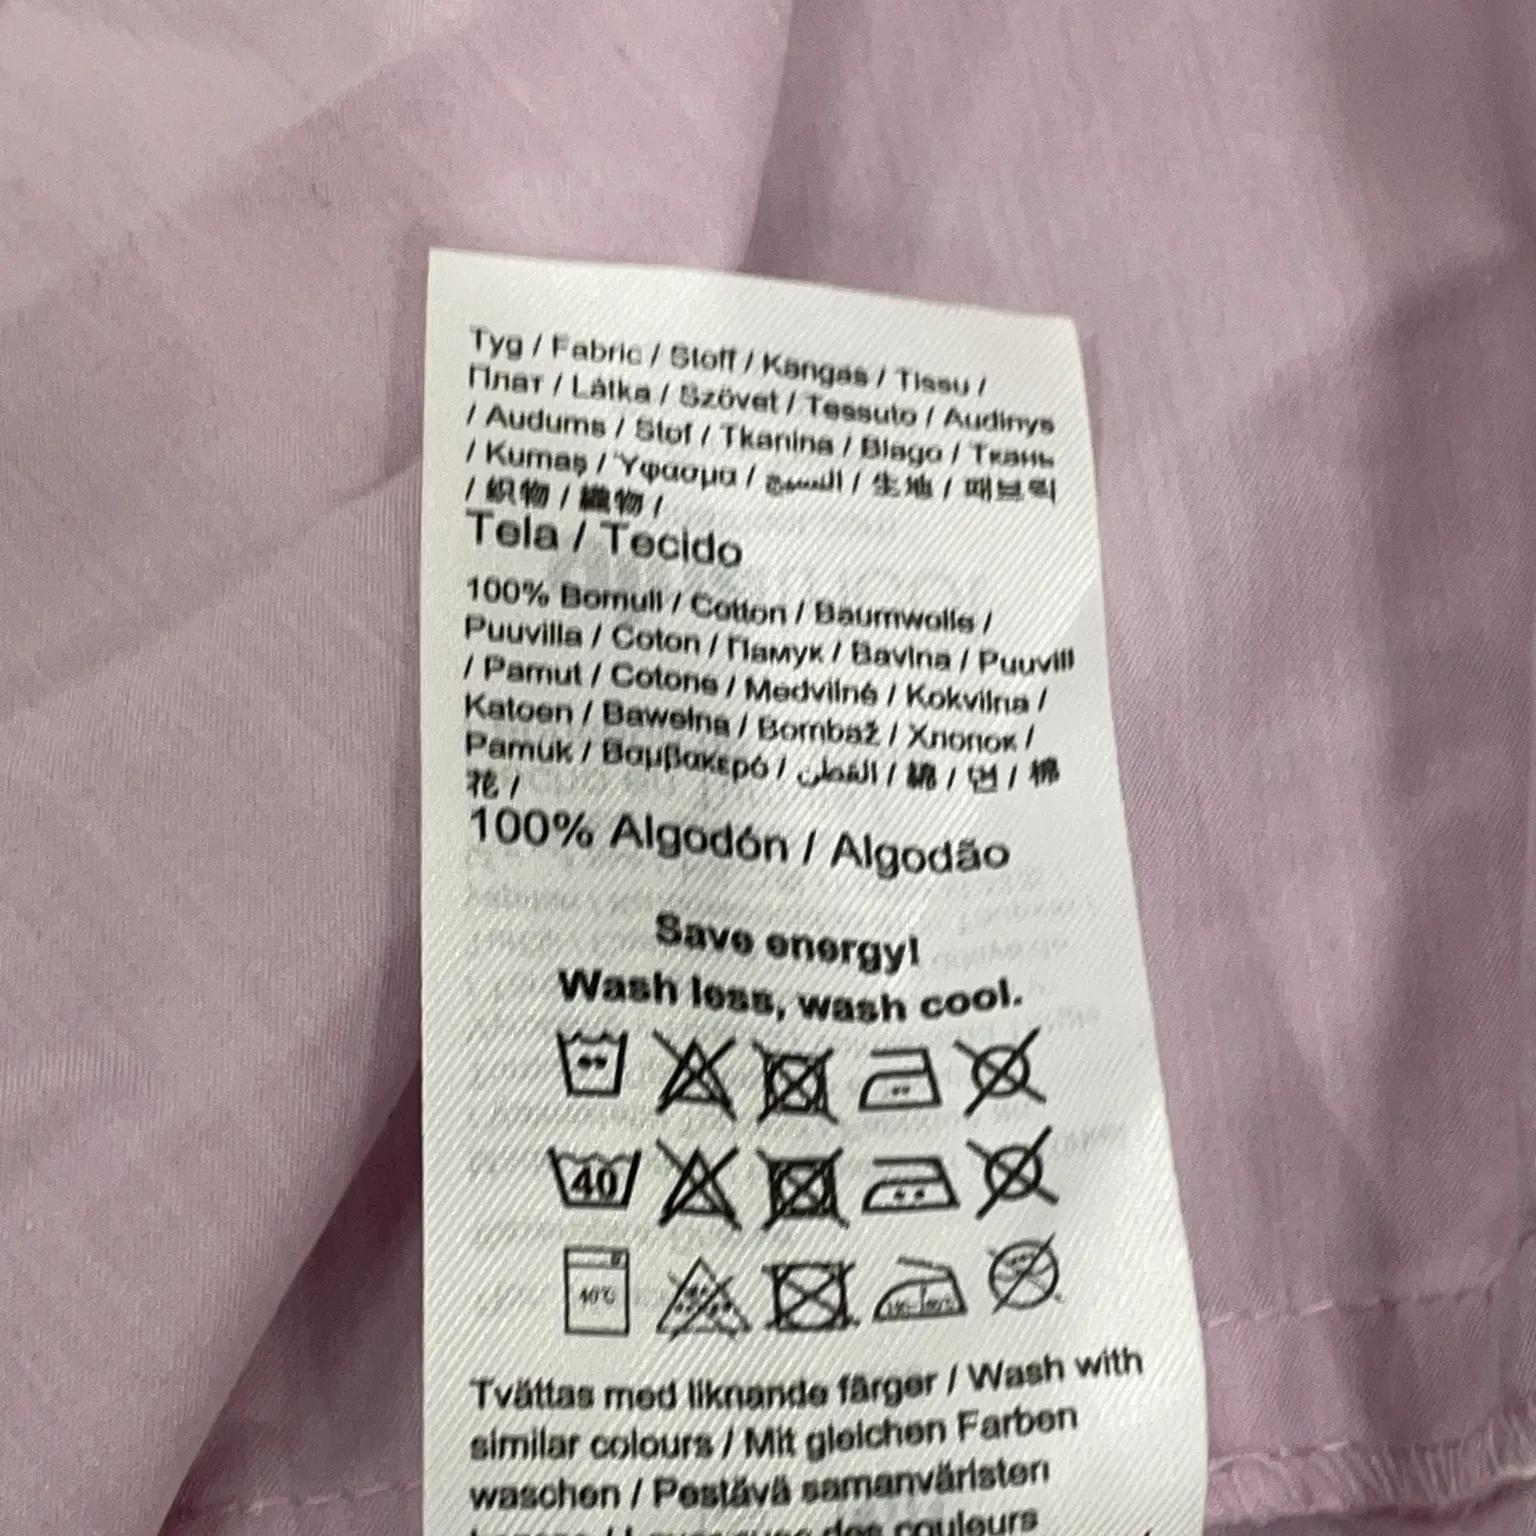 Tyg / Fabric / Stoff / Kangas / Tissu /
Плат / Látka / Szövet / Tessuto / Audinys
/ Audums / Stof / Tkanina / Blago / Ткань
/ Kumaş / Ύφασμα / النسيج / 生地 / 패브릭
/ 织物 / 織物 /
Tela / Tecido
100% Bomull / Cotton / Baumwolle /
Puuvilla / Coton / Памук / Bavlna / Puuvill
/ Pamut / Cotone / Medvilnė / Kokvilna /
Katoen / Bawełna / Bombaž / Хлопок /
Pamuk / Βαμβακερό / القطن / 綿 / 면 / 棉
花 /
100% Algodón / Algodão
Save energy!
Wash less, wash cool.
40
40℃
Tvättas med liknande färger / Wash with
similar colours / Mit gleichen Farben
waschen / Pestävä samanväristen
des couleurs